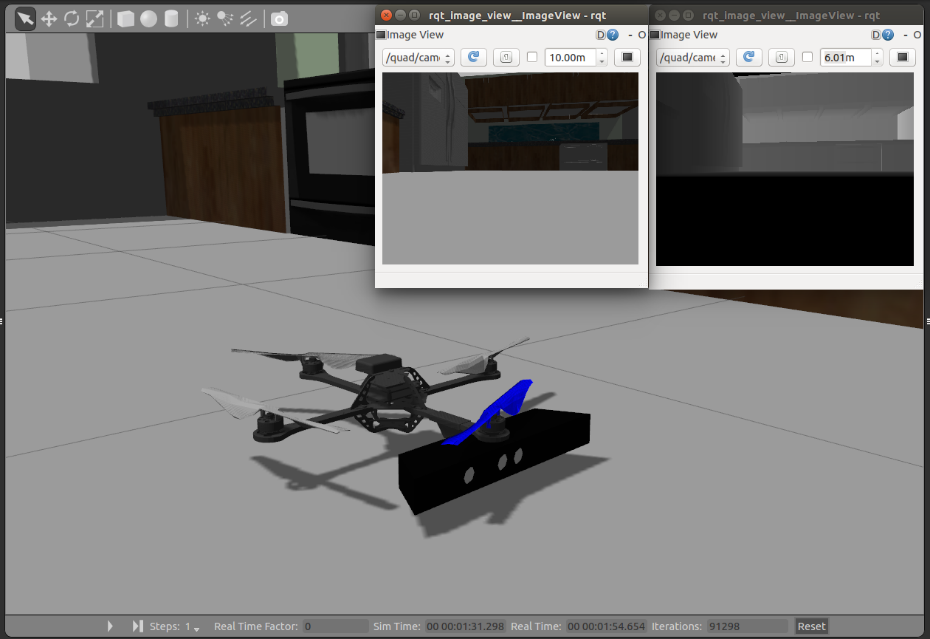 rqt_image_view__ImageView - rqt
Image View
D ? - O
/quad/cam
10.00m
rqt_image_view__ImageView - rqt
Image View
D ? - O
/quad/came
6.01m
Steps: 1 Real Time Factor: 0 Sim Time: 00 00:01:31.298 Real Time: 00 00:01:54.654 Iterations: 91298 Reset